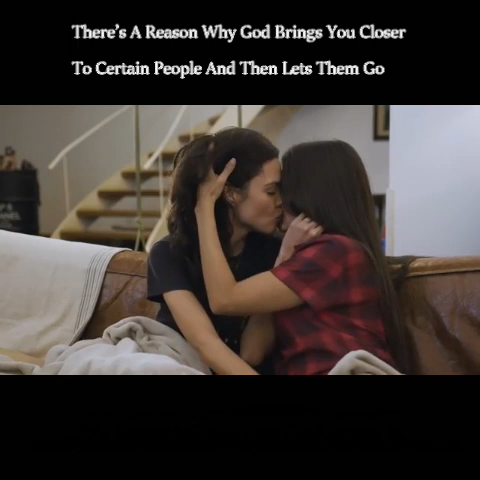 There's A Reason Why God Brings You Closer
To Certain People And Then Lets Them Go